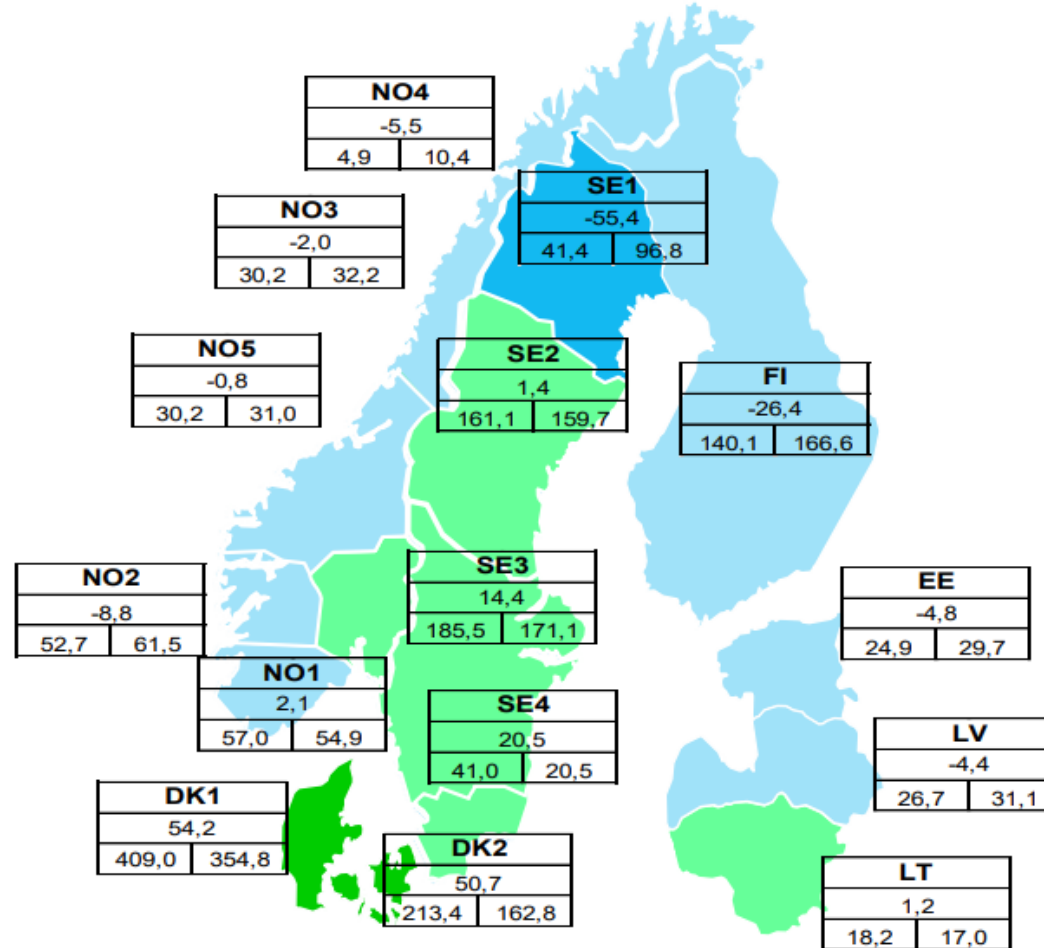 NO4
-5,5
4,9 10,4
SE1
-55,4
41,4 96,8
NO3
-2,0
30,2 32,2
NO5
-0,8
30,2 31,0
SE2
1,4
161,1 159,7
FI
-26,4
140,1 166,6
NO2
-8,8
52,7 61,5
SE3
14,4
185,5 171,1
EE
-4,8
24,9 29,7
NO1
2,1
57,0 54,9
SE4
20,5
41,0 20,5
LV
-4,4
26,7 31,1
DK1
54,2
409,0 354,8
DK2
50,7
213,4 162,8
LT
1,2
18,2 17,0